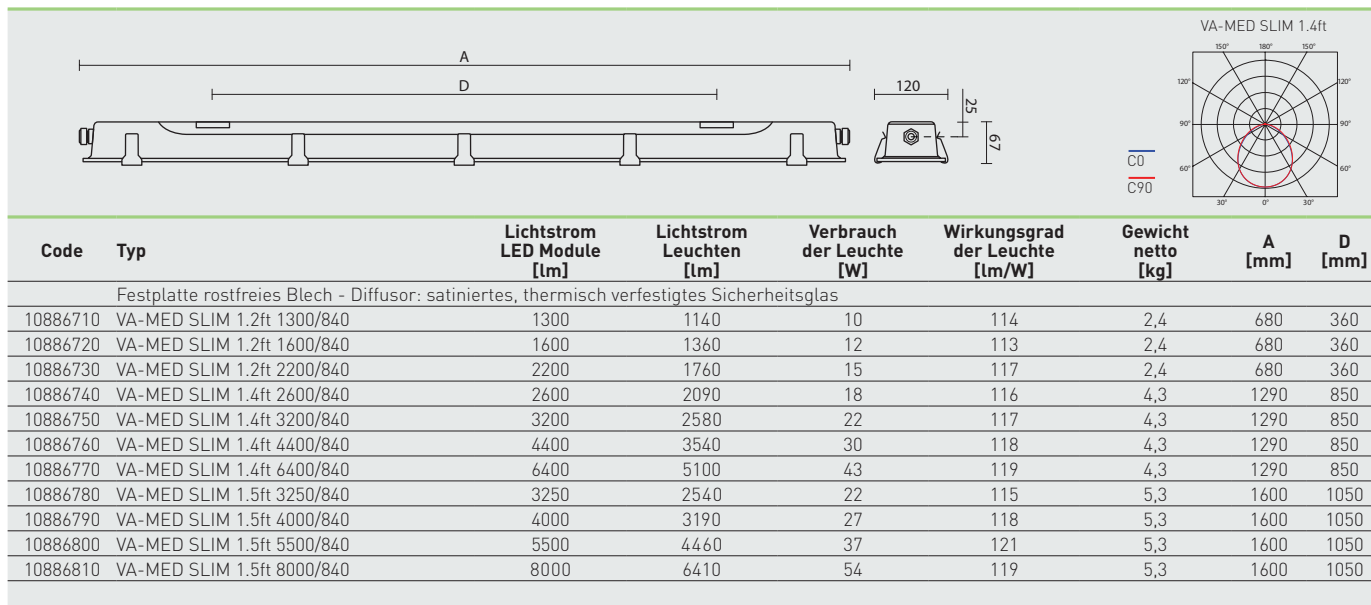 VA-MED SLIM 1.4ft
150° 180° 150°
120° 120°
90° 90°
60° 60°
30° 0° 30°
C0
C90
A
D
120
25
67
Code Typ Lichtstrom LED Module [lm] Lichtstrom Leuchten [lm] Verbrauch der Leuchte [W] Wirkungsgrad der Leuchte [lm/W] Gewicht netto [kg] A [mm] D [mm]
Festplatte rostfreies Blech - Diffusor: satiniertes, thermisch verfestigtes Sicherheitsglas
10886710 VA-MED SLIM 1.2ft 1300/840 1300 1140 10 114 2,4 680 360
10886720 VA-MED SLIM 1.2ft 1600/840 1600 1360 12 113 2,4 680 360
10886730 VA-MED SLIM 1.2ft 2200/840 2200 1760 15 117 2,4 680 360
10886740 VA-MED SLIM 1.4ft 2600/840 2600 2090 18 116 4,3 1290 850
10886750 VA-MED SLIM 1.4ft 3200/840 3200 2580 22 117 4,3 1290 850
10886760 VA-MED SLIM 1.4ft 4400/840 4400 3540 30 118 4,3 1290 850
10886770 VA-MED SLIM 1.4ft 6400/840 6400 5100 43 119 4,3 1290 850
10886780 VA-MED SLIM 1.5ft 3250/840 3250 2540 22 115 5,3 1600 1050
10886790 VA-MED SLIM 1.5ft 4000/840 4000 3190 27 118 5,3 1600 1050
10886800 VA-MED SLIM 1.5ft 5500/840 5500 4460 37 121 5,3 1600 1050
10886810 VA-MED SLIM 1.5ft 8000/840 8000 6410 54 119 5,3 1600 1050